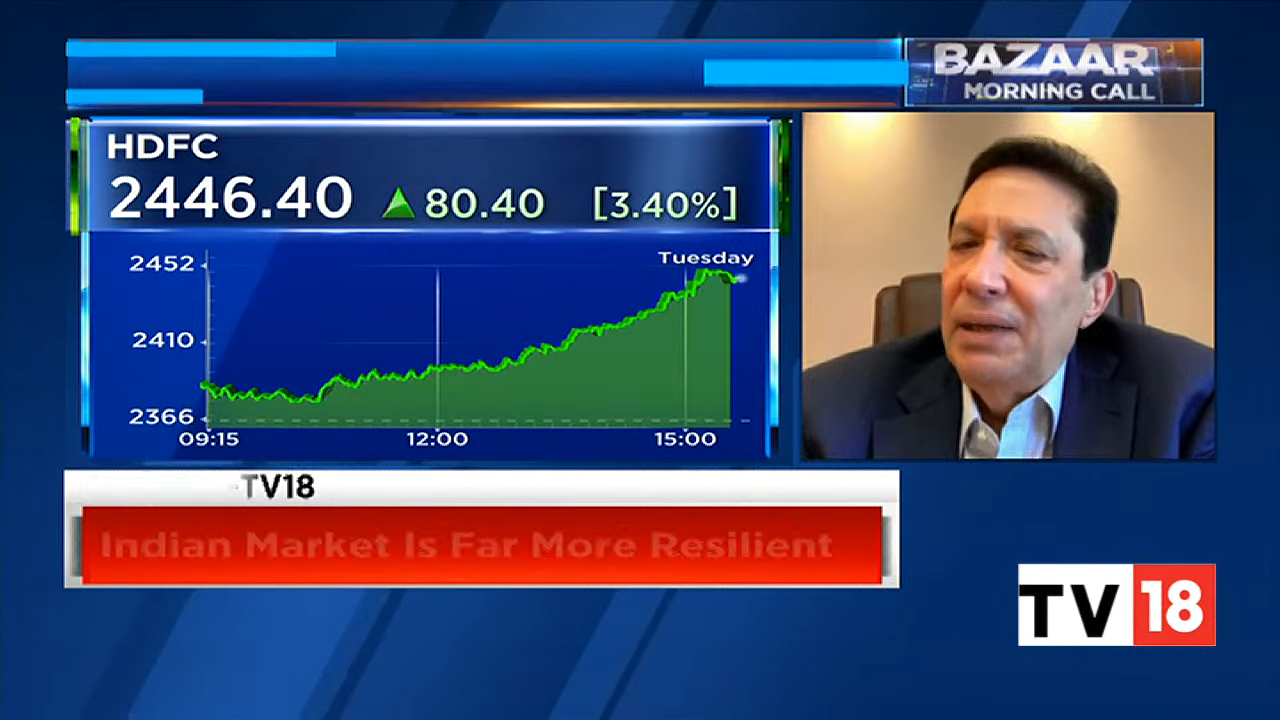 BAZAAR
MORNING CALL
HDFC
2446.40 ▲ 80.40 [3.40%]
Tuesday
2452
2410
2366
09:15 12:00 15:00
TV18
Indian Market Is Far More Resilient
TV18